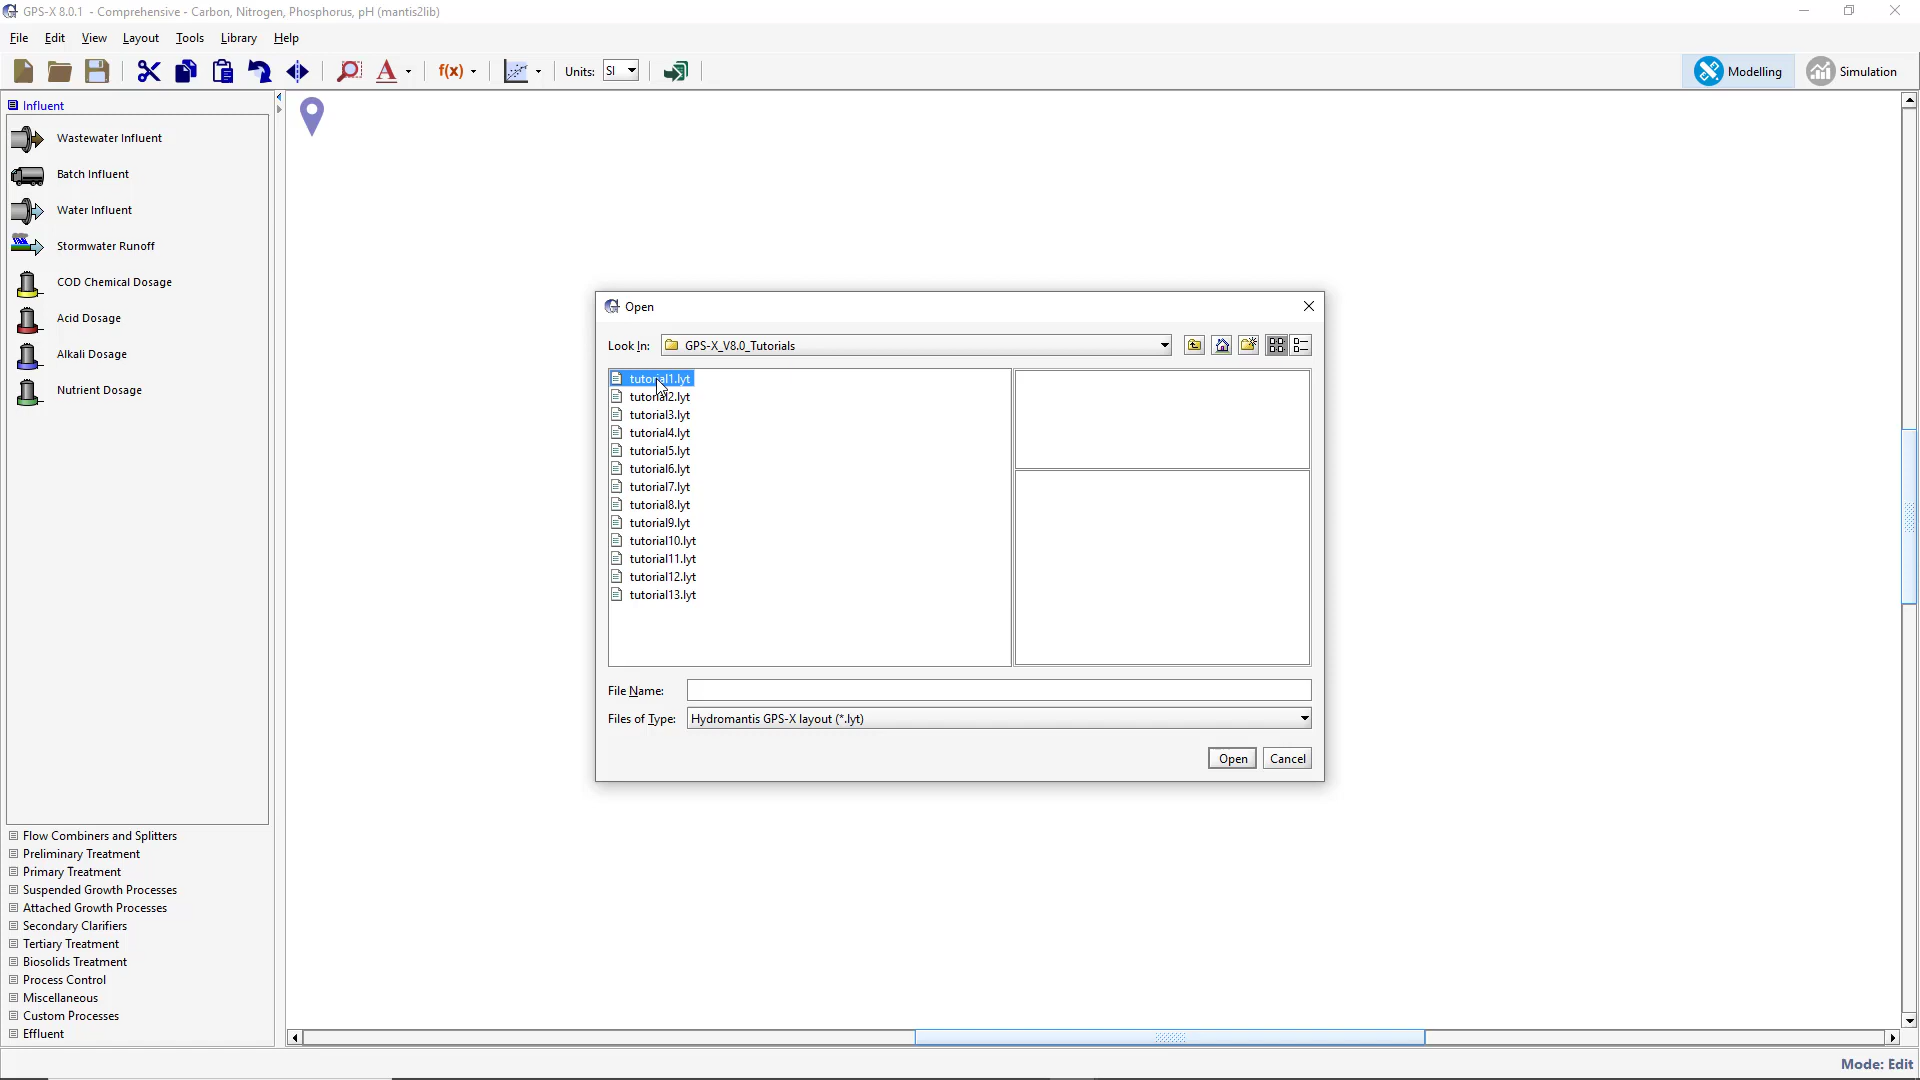 GPS-X 8.0.1 - Comprehensive - Carbon, Nitrogen, Phosphorus, pH (mantis2lib)
File Edit View Layout Tools Library Help
A f(x) Units: SI Modelling Simulation
Influent
Wastewater Influent
Batch Influent
Water Influent
Stormwater Runoff
COD Chemical Dosage
Acid Dosage
Alkali Dosage
Nutrient Dosage
Flow Combiners and Splitters
Preliminary Treatment
Primary Treatment
Suspended Growth Processes
Attached Growth Processes
Secondary Clarifiers
Tertiary Treatment
Biosolids Treatment
Process Control
Miscellaneous
Custom Processes
Effluent
Open
Look In: GPS-X_V8.0_Tutorials
tutorial1.lyt
tutorial2.lyt
tutorial3.lyt
tutorial4.lyt
tutorial5.lyt
tutorial6.lyt
tutorial7.lyt
tutorial8.lyt
tutorial9.lyt
tutorial10.lyt
tutorial11.lyt
tutorial12.lyt
tutorial13.lyt
File Name:
Files of Type: Hydromantis GPS-X layout (*.lyt)
Open Cancel
Mode: Edit